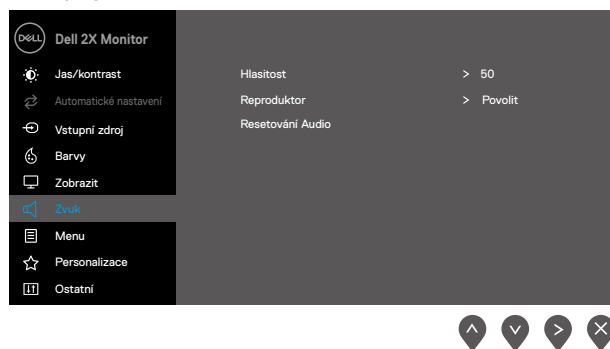 DELL Dell 2X Monitor
Jas/kontrast
Hlasitost > 50
Automatické nastavení
Reproduktor > Povolit
Vstupní zdroj
Resetování Audio
Barvy
Zobrazit
Zvuk
Menu
Personalizace
Ostatní